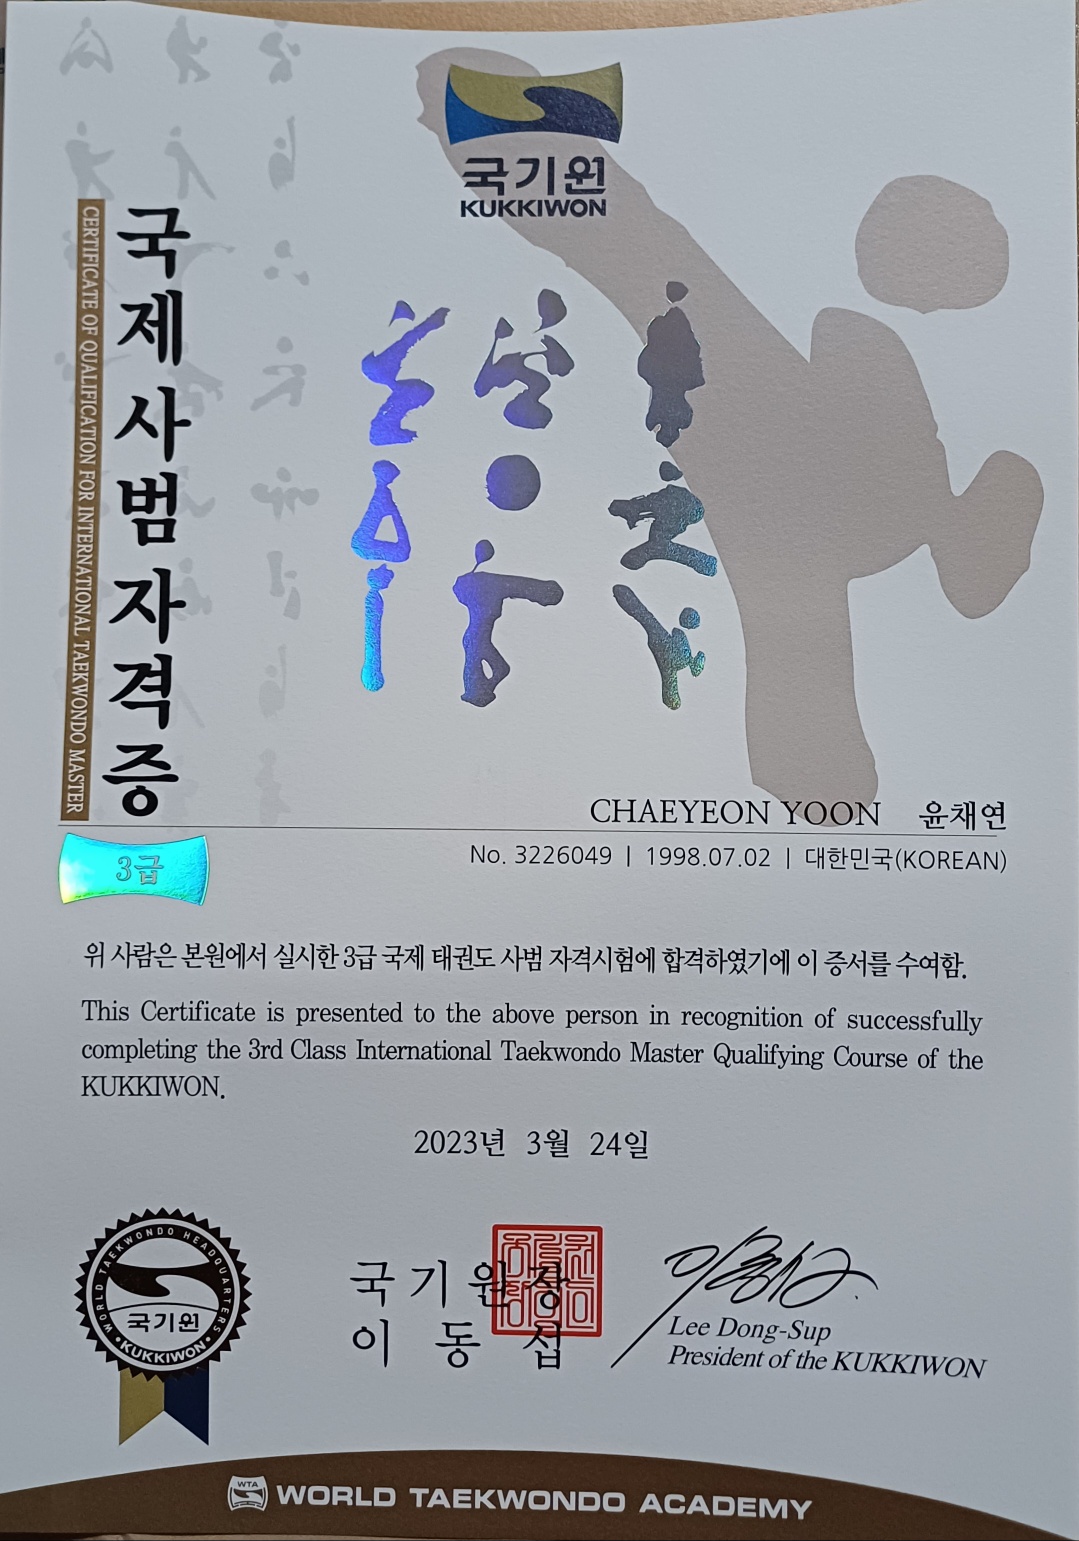 국기원
KUKKIWON
국제사범자격증
CERTIFICATE OF QUALIFICATION FOR INTERNATIONAL TAEKWONDO MASTER
3급
CHAEYEON YOON 윤채연
No. 3226049 | 1998.07.02 | 대한민국(KOREAN)
위 사람은 본원에서 실시한 3급 국제 태권도 사범 자격시험에 합격하였기에 이 증서를 수여함.
This Certificate is presented to the above person in recognition of successfully
completing the 3rd Class International Taekwondo Master Qualifying Course of the
KUKKIWON.
2023년 3월 24일
WORLD TAEKWONDO HEADQUARTERS
국기원
KUKKIWON
국기원장
이동섭
Lee Dong-Sup
President of the KUKKIWON
WTA
WORLD TAEKWONDO ACADEMY